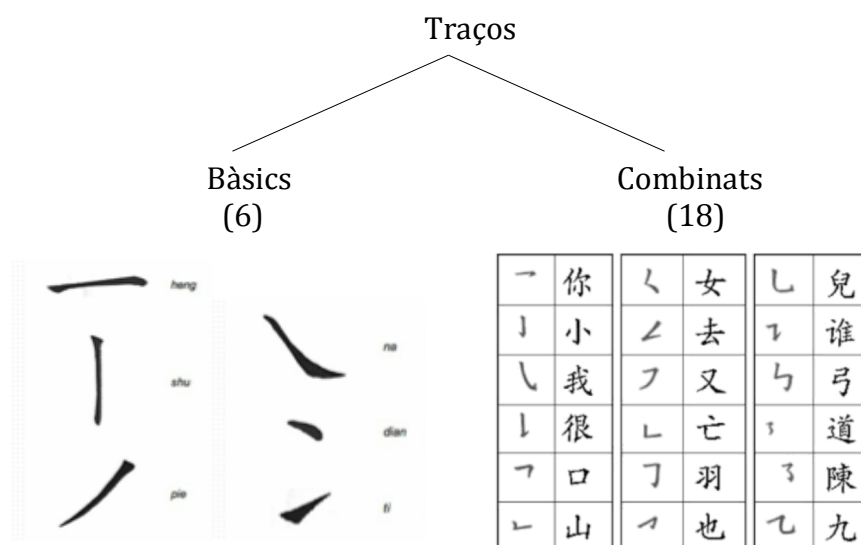 Traços
Bàsics
(6)
Combinats
(18)
heng
shu
pie
na
dian
ti
㇖ 你 ㇛ 女 ㇗ 兒
亅 小 ㇜ 去 ㇊ 谁
㇂ 我 ㇇ 又 ㇉ 弓
𠄌 很 ㇄ 亡 ㇋ 道
㇕ 口 ㇆ 羽 ㇌ 陳
㇗ 山 ㇆ 也 ㇈ 九